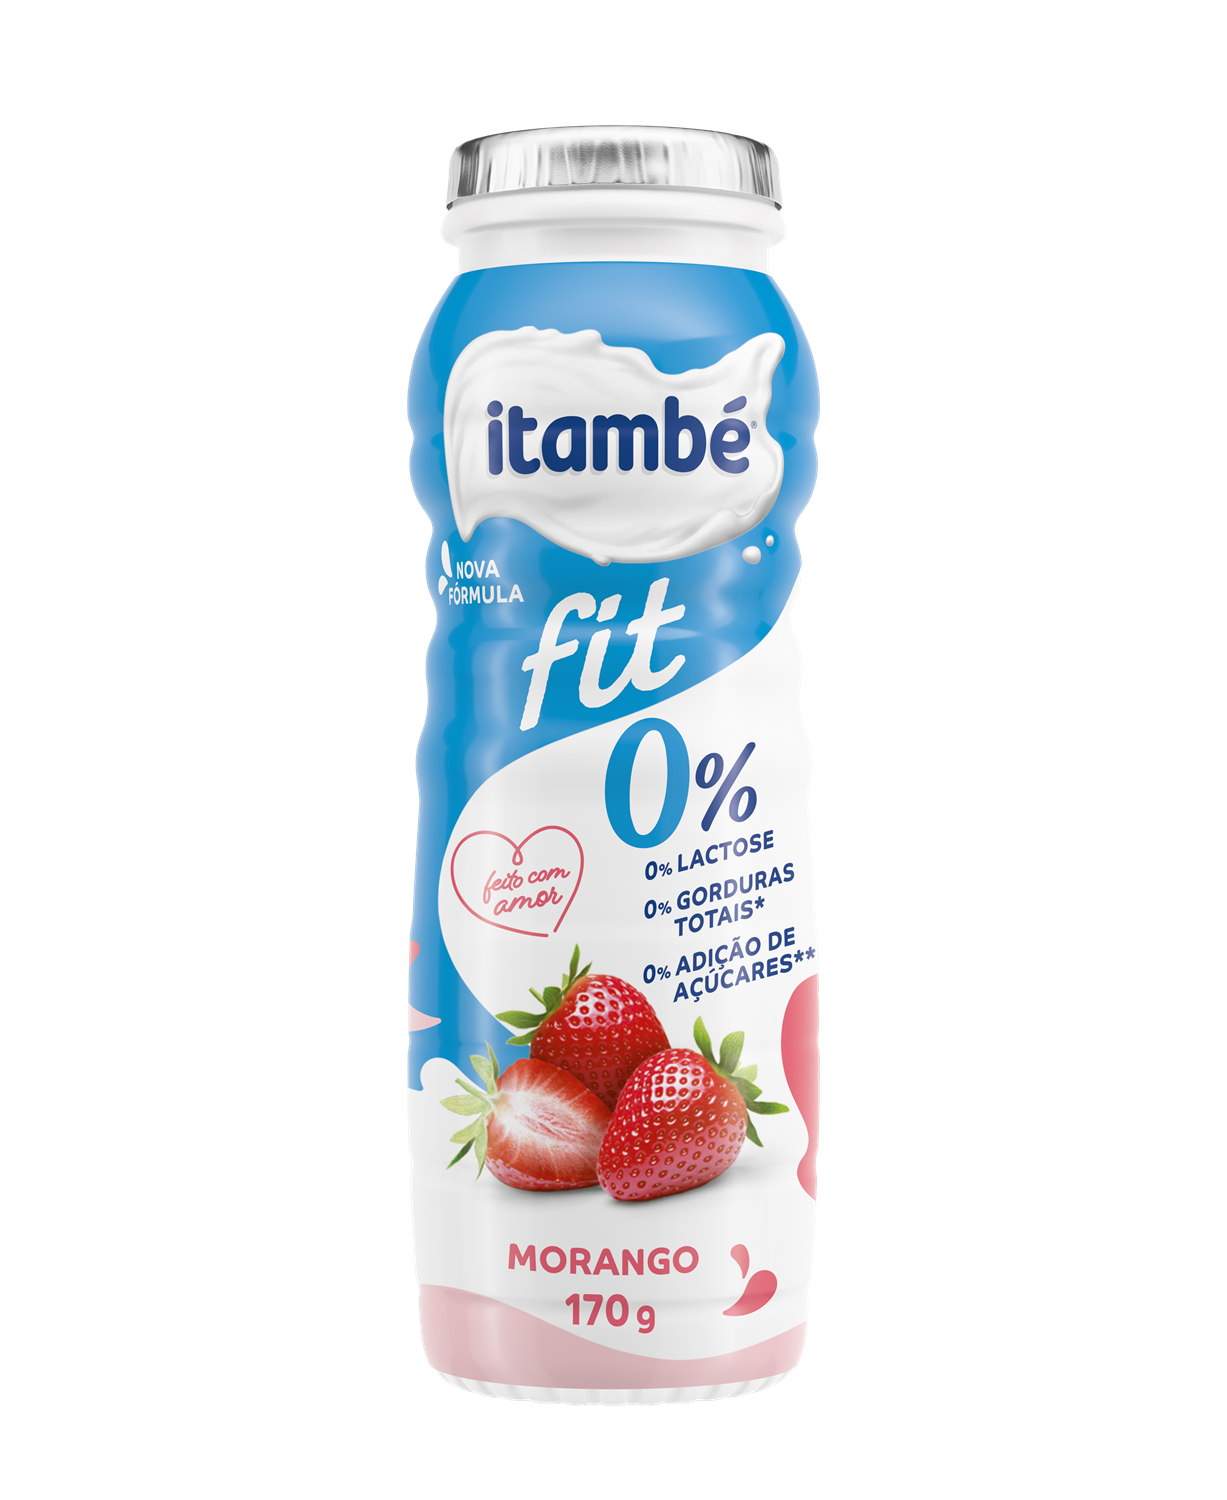 itambé®
NOVA
FÓRMULA
fit
0%
0% LACTOSE
0% GORDURAS
TOTAIS*
0% ADIÇÃO DE
AÇÚCARES**
feito com
amor
MORANGO
170 g